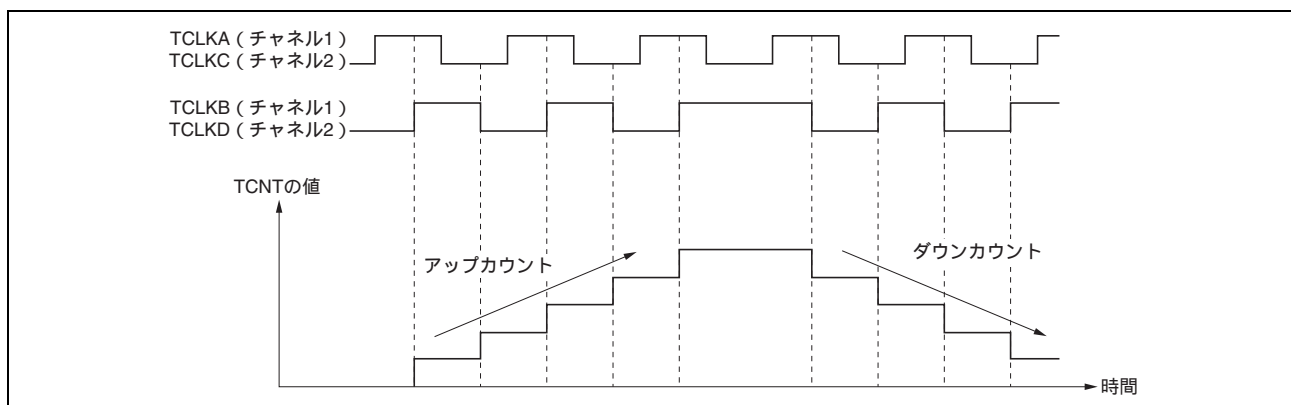 TCLKA（チャネル1）
TCLKC（チャネル2）
TCLKB（チャネル1）
TCLKD（チャネル2）
TCNTの値
アップカウント
ダウンカウント
時間